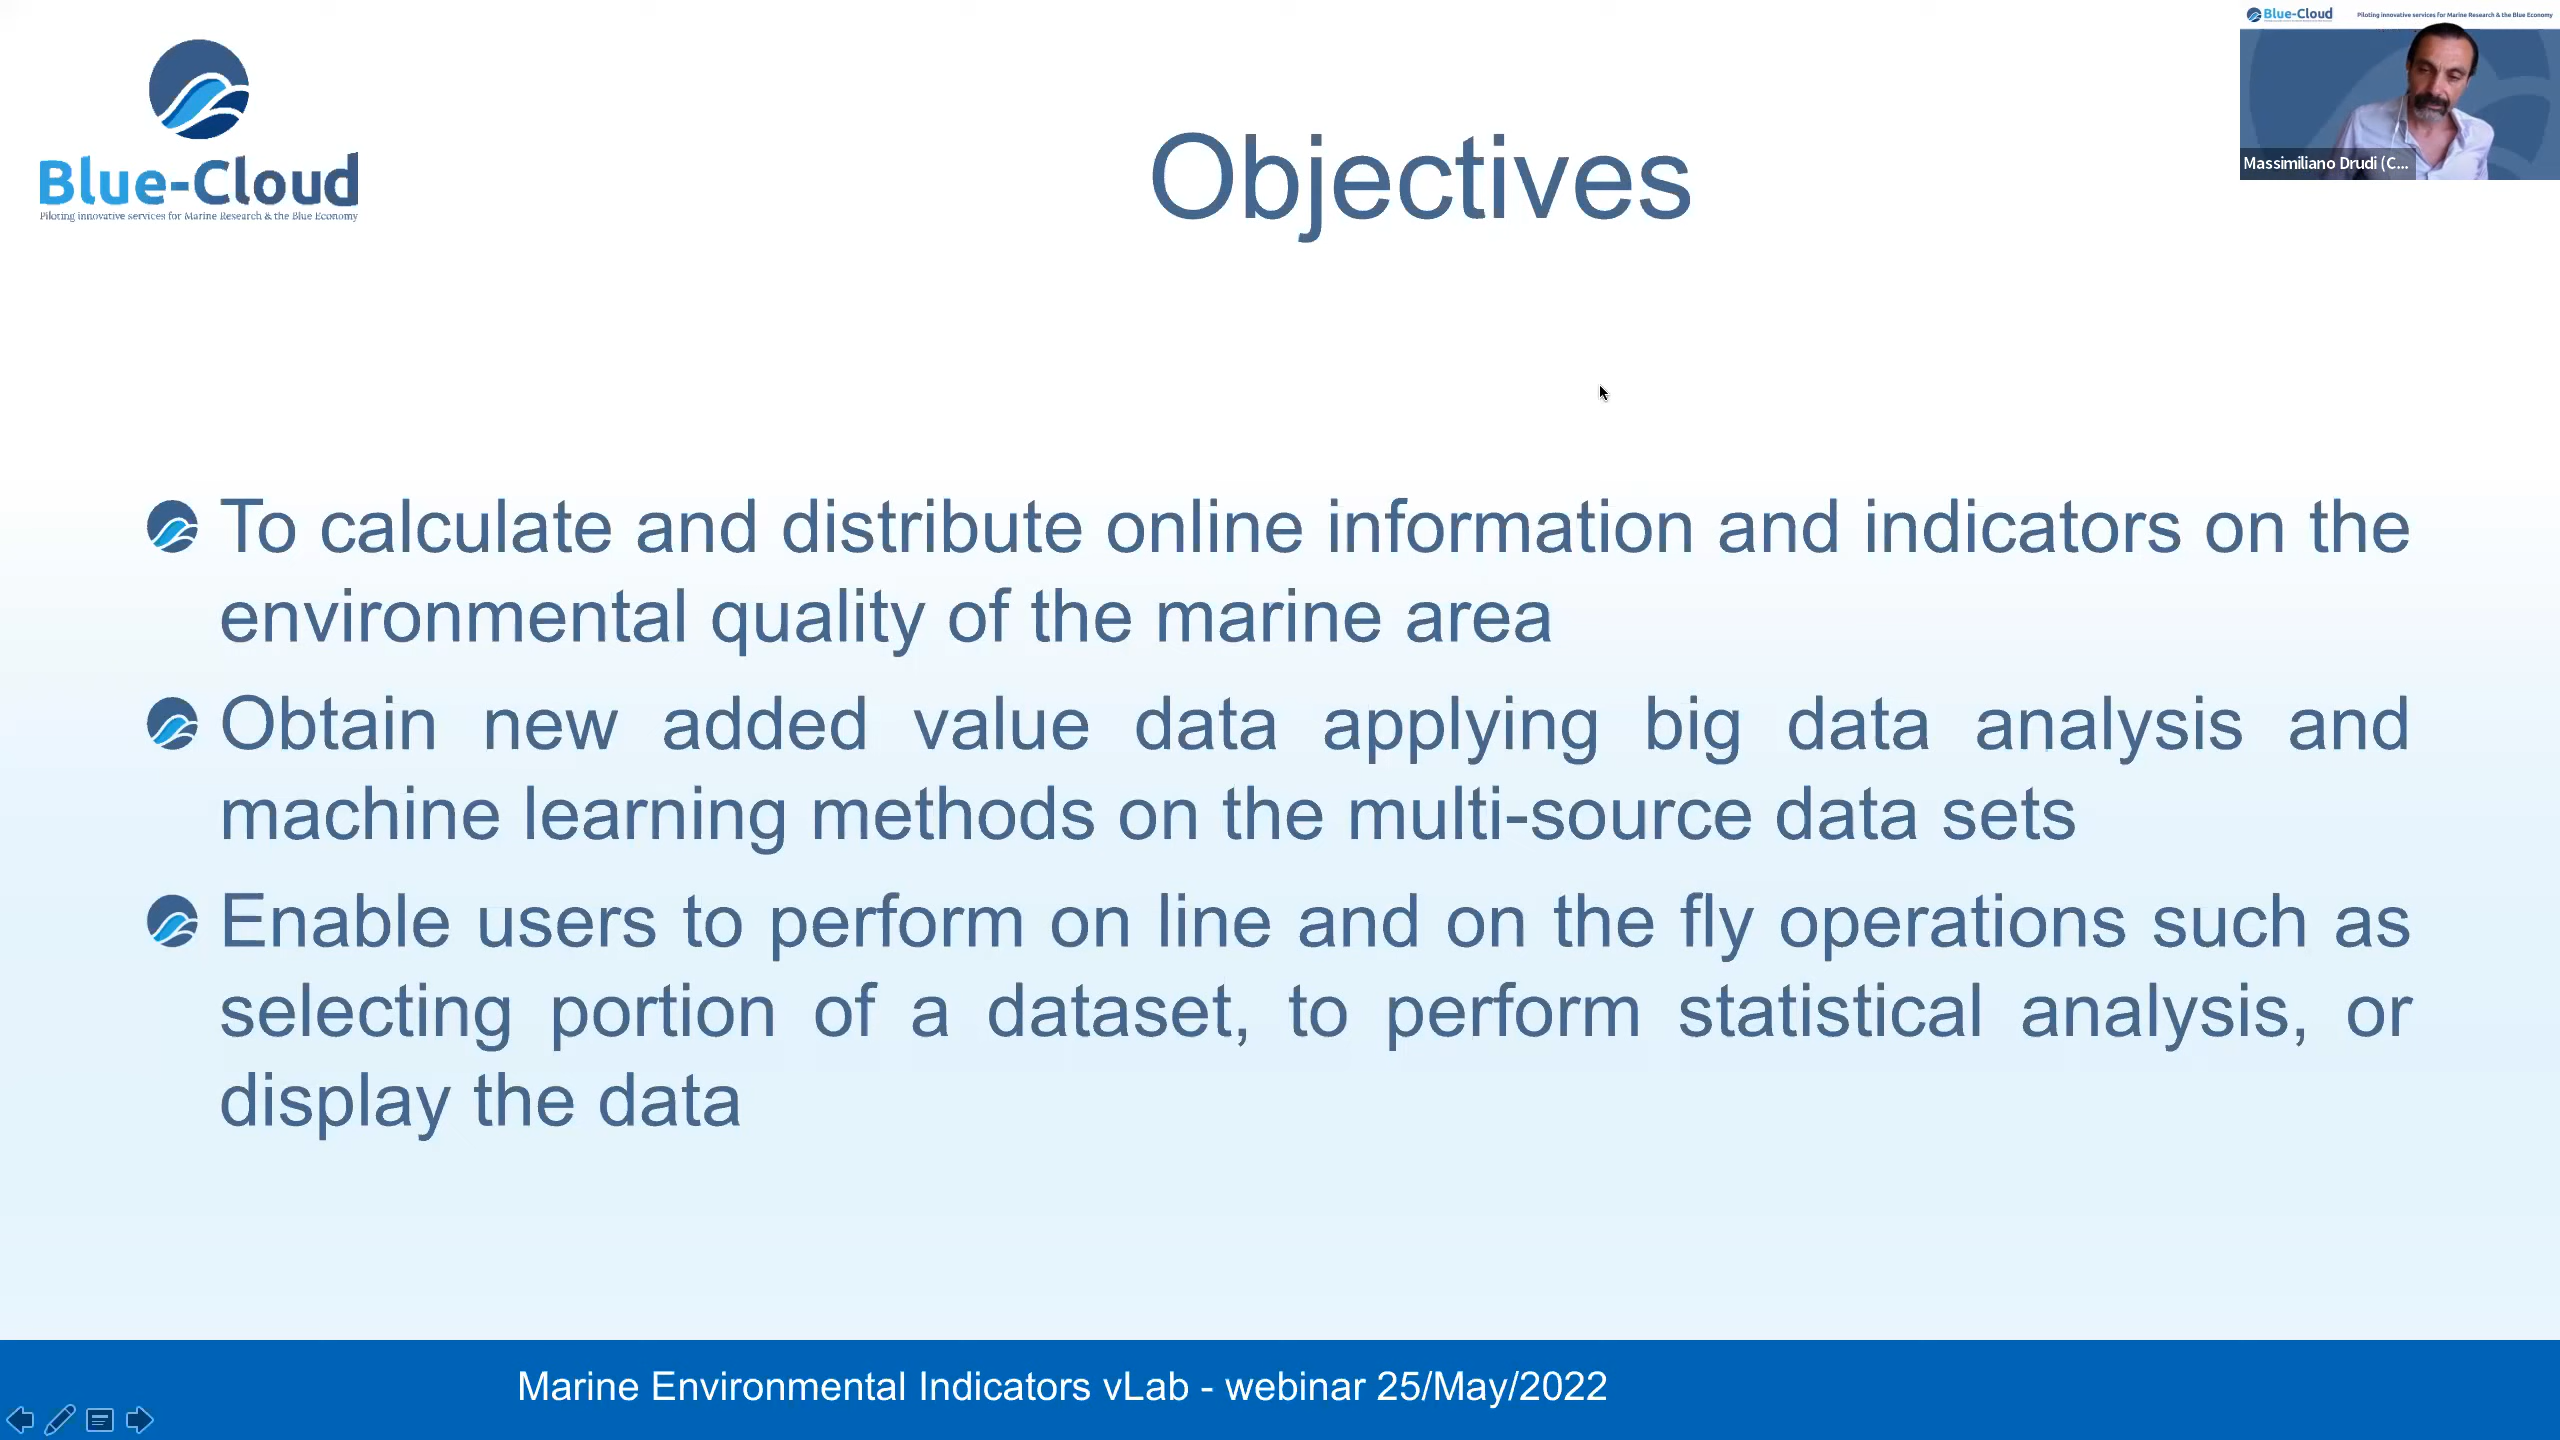 Blue-Cloud
Piloting innovative services for Marine Research & the Blue Economy
Blue-Cloud
Piloting innovative services for Marine Research & the Blue Economy
Massimiliano Drudi (C...
Objectives
To calculate and distribute online information and indicators on the
environmental quality of the marine area
Obtain new added value data applying big data analysis and
machine learning methods on the multi-source data sets
Enable users to perform on line and on the fly operations such as
selecting portion of a dataset, to perform statistical analysis, or
display the data
Marine Environmental Indicators vLab - webinar 25/May/2022